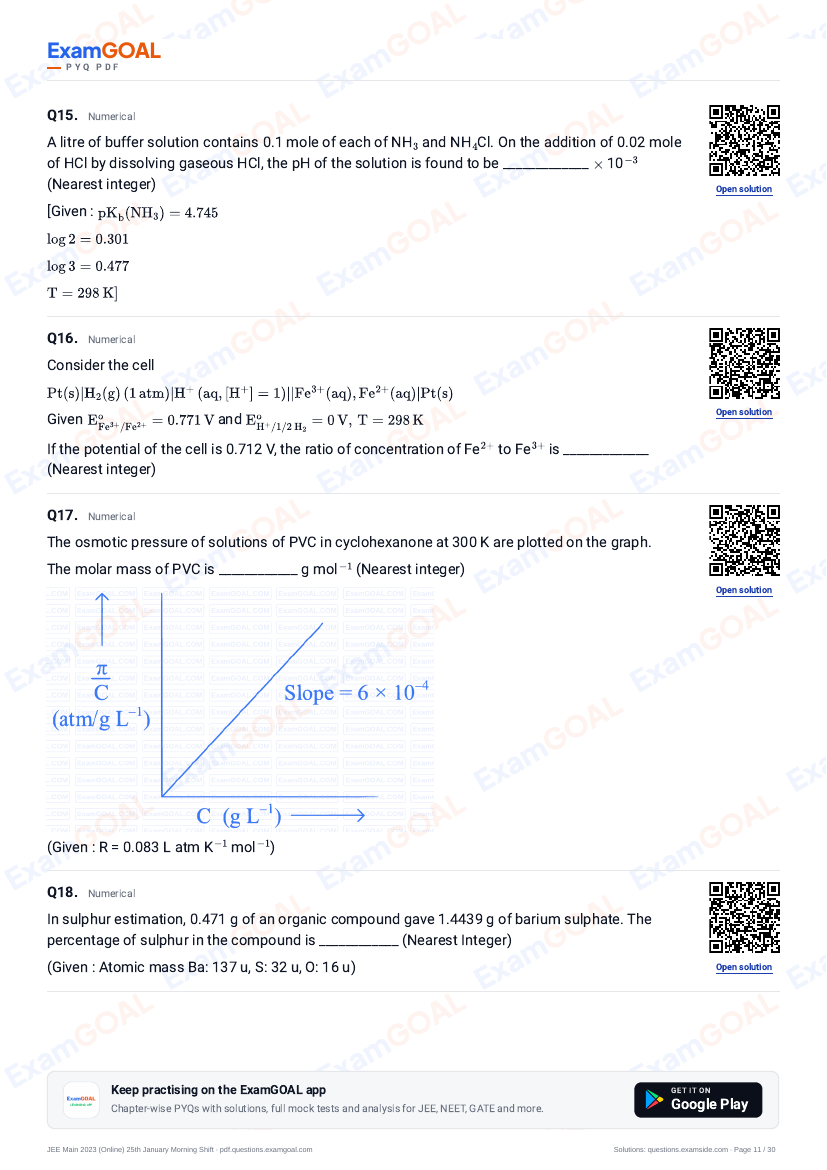 ExamGOAL
PYQ PDF
Q15. Numerical
A litre of buffer solution contains 0.1 mole of each of NH₃ and NH₄Cl. On the addition of 0.02 mole
of HCl by dissolving gaseous HCl, the pH of the solution is found to be ____________ × 10⁻³
(Nearest integer)
Open solution
[Given : pK_b(NH₃) = 4.745
log 2 = 0.301
log 3 = 0.477
T = 298 K]
Q16. Numerical
Consider the cell
Pt(s)|H₂(g) (1 atm)|H⁺ (aq, [H⁺] = 1)||Fe³⁺(aq), Fe²⁺(aq)|Pt(s)
Open solution
Given E°_Fe³⁺/Fe²⁺ = 0.771 V and E°_H⁺/1/2 H₂ = 0 V, T = 298 K
If the potential of the cell is 0.712 V, the ratio of concentration of Fe²⁺ to Fe³⁺ is ____________
(Nearest integer)
Q17. Numerical
The osmotic pressure of solutions of PVC in cyclohexanone at 300 K are plotted on the graph.
The molar mass of PVC is ___________ g mol⁻¹ (Nearest integer)
Open solution
π
C
(atm/g L⁻¹)
Slope = 6 × 10⁻⁴
C (g L⁻¹)
(Given : R = 0.083 L atm K⁻¹ mol⁻¹)
Q18. Numerical
In sulphur estimation, 0.471 g of an organic compound gave 1.4439 g of barium sulphate. The
percentage of sulphur in the compound is ___________ (Nearest Integer)
(Given : Atomic mass Ba: 137 u, S: 32 u, O: 16 u)
Open solution
Keep practising on the ExamGOAL app
Chapter-wise PYQs with solutions, full mock tests and analysis for JEE, NEET, GATE and more.
GET IT ON
Google Play
JEE Main 2023 (Online) 25th January Morning Shift · pdf.questions.examgoal.com
Solutions: questions.examside.com · Page 11 / 30